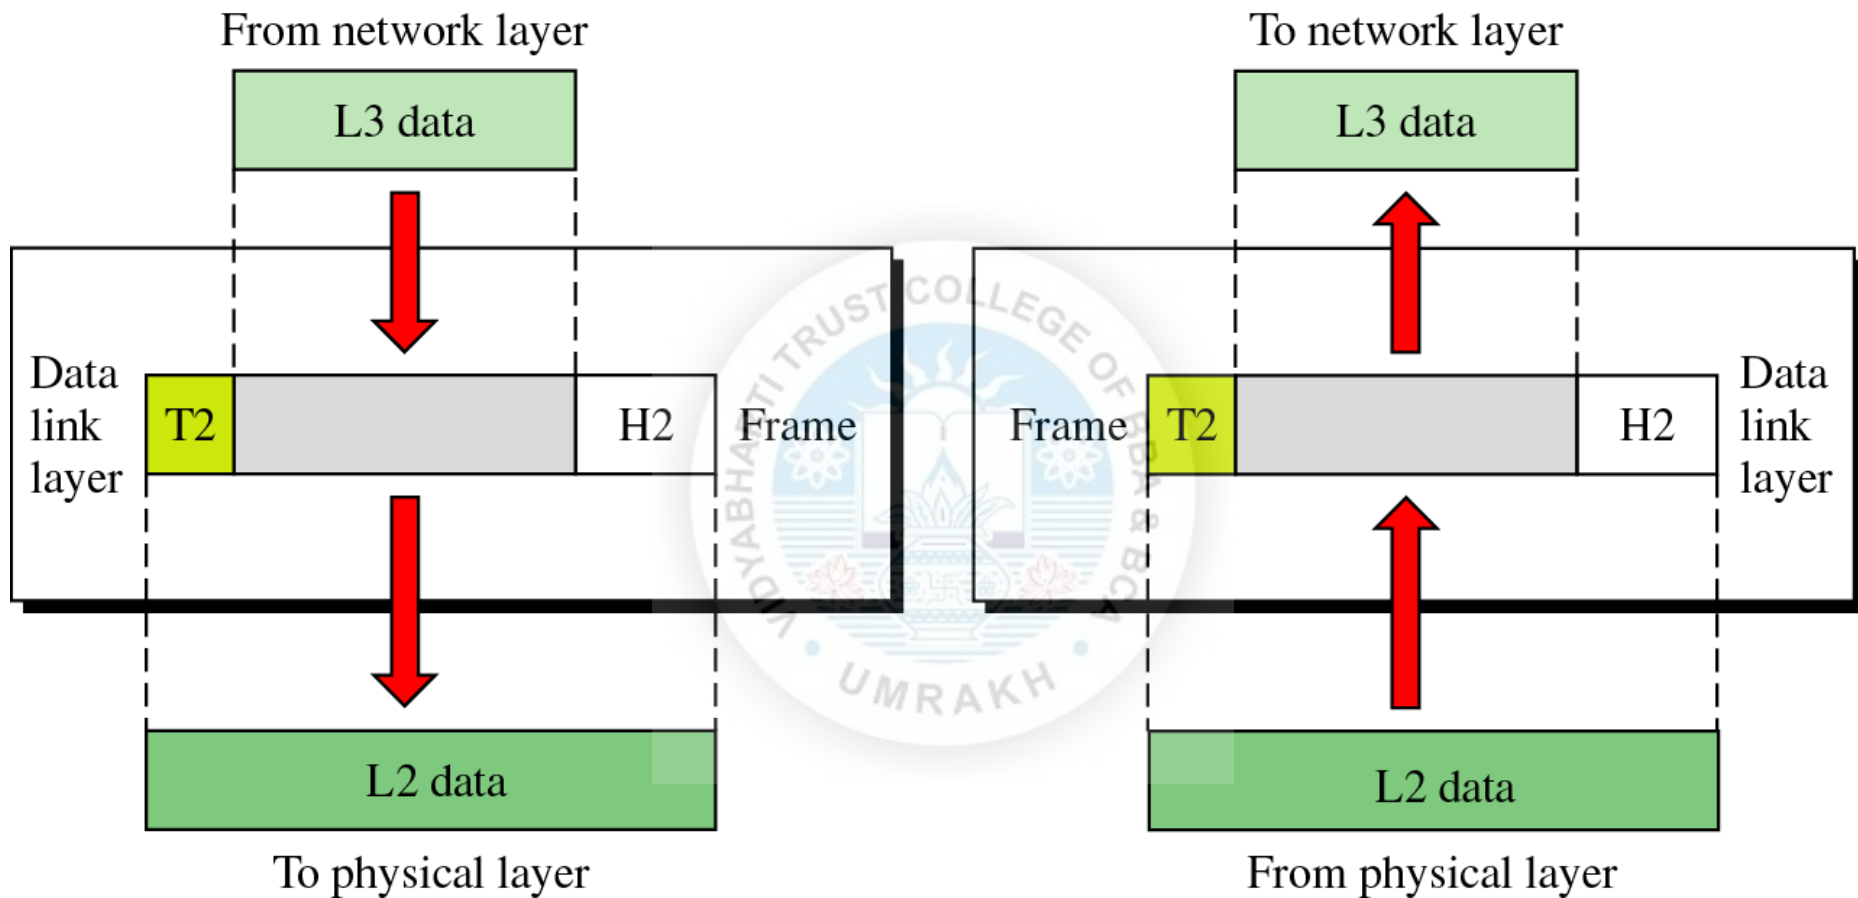 From network layer
L3 data
Data
link
layer
T2
H2
Frame
L2 data
To physical layer
To network layer
L3 data
Frame
T2
H2
Data
link
layer
L2 data
From physical layer
VIDYABHARTI TRUST COLLEGE OF BBA & BCA
UMRAKH